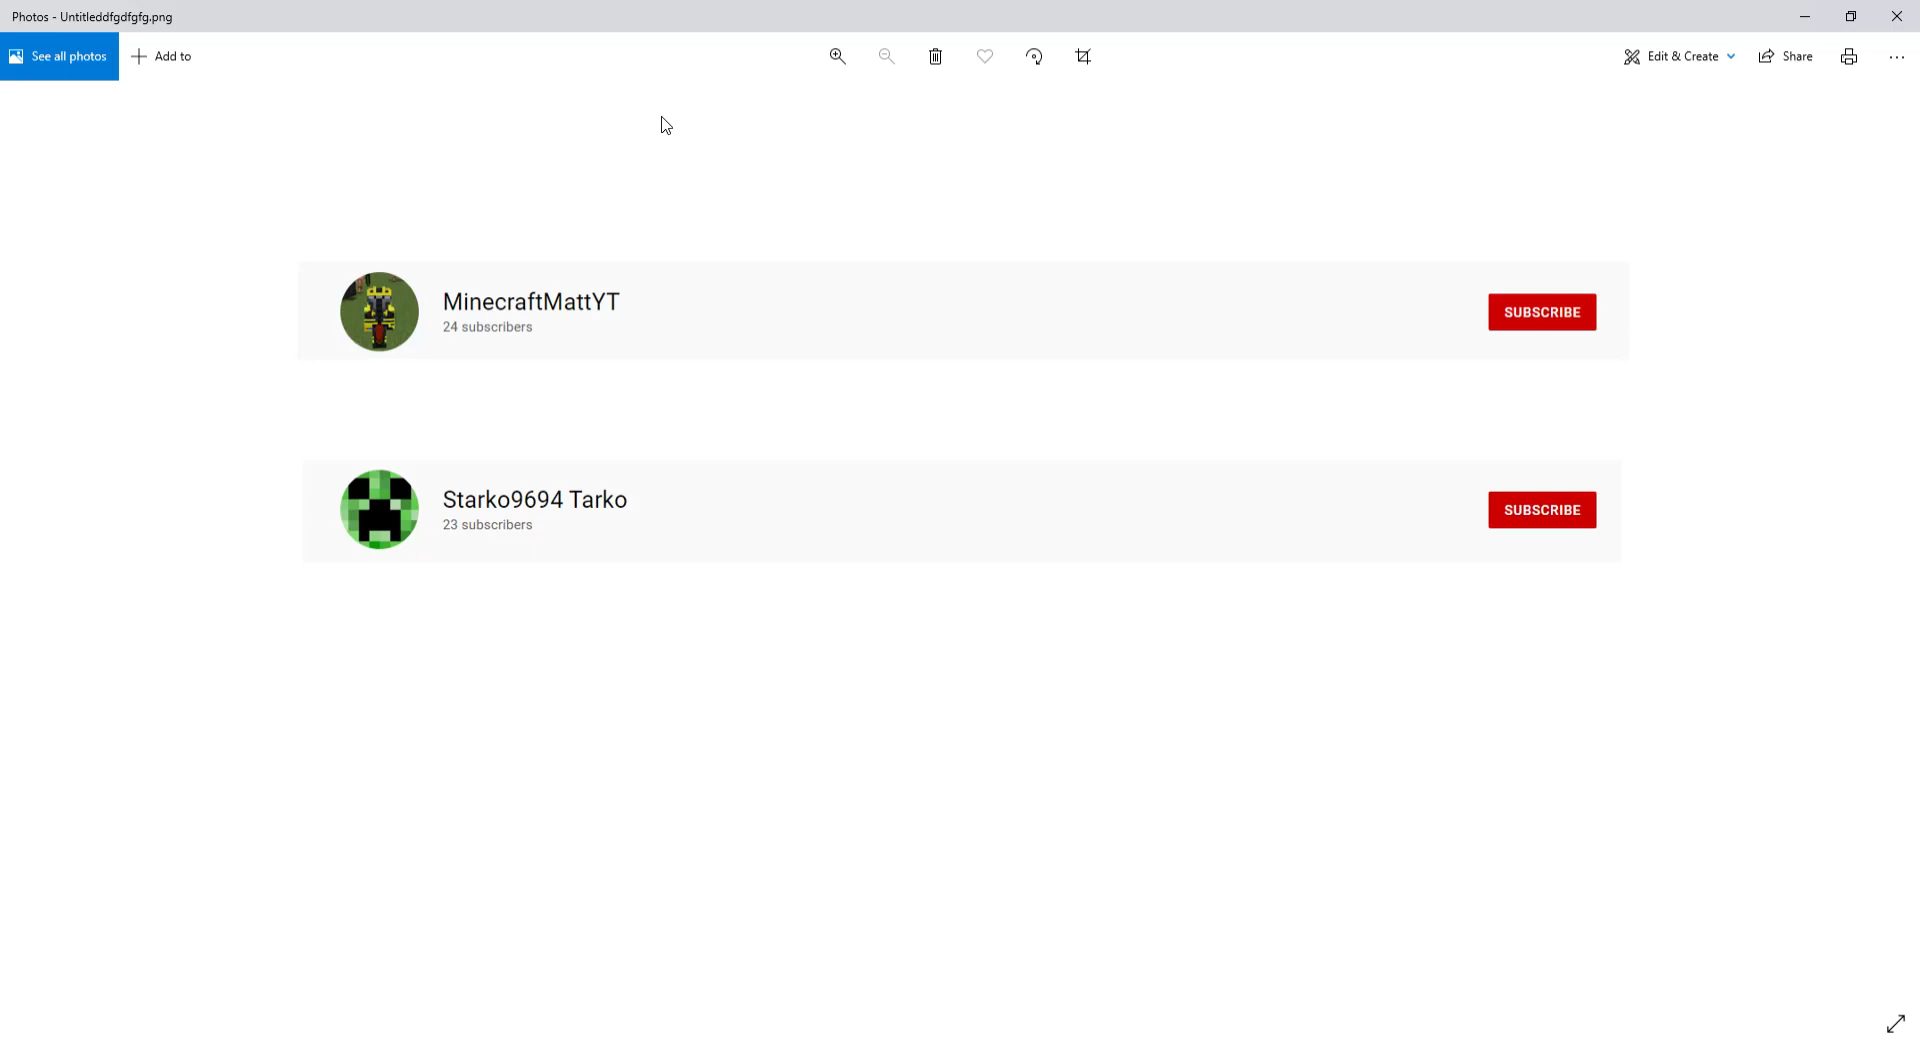 Photos - Untitleddfgdfgfg.png
See all photos
Add to
Edit & Create
Share
MinecraftMattYT
24 subscribers
SUBSCRIBE
Starko9694 Tarko
23 subscribers
SUBSCRIBE